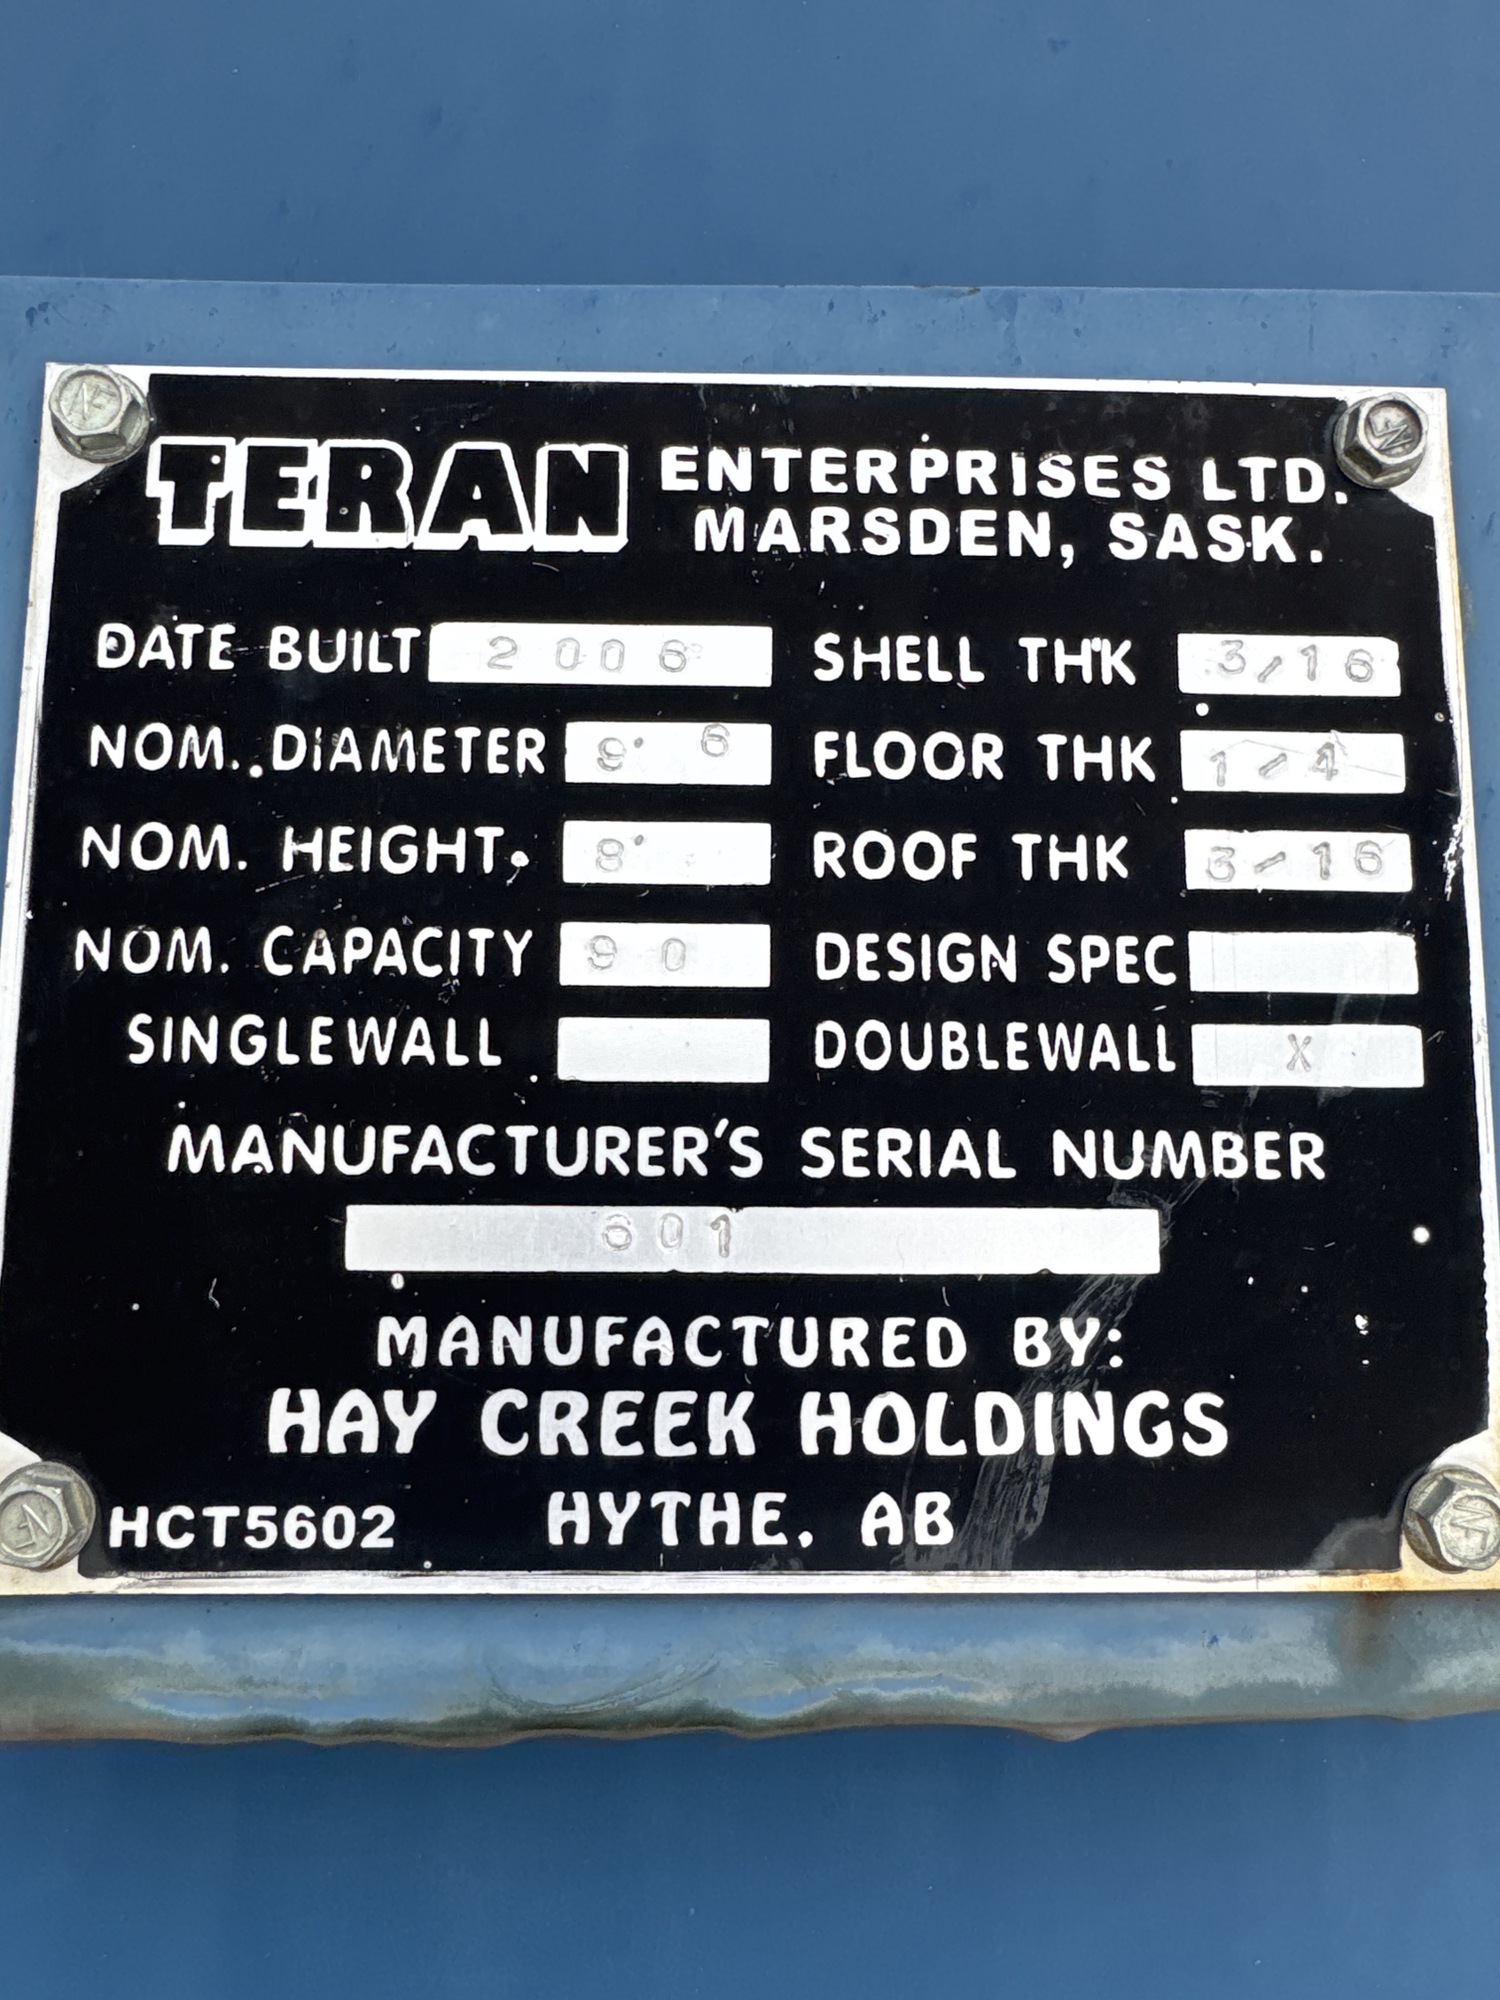 TERAN ENTERPRISES LTD.
MARSDEN, SASK.
DATE BUILT 2006 SHELL THK 3/16
NOM. DIAMETER 9' 6 FLOOR THK 1/4
NOM. HEIGHT. 8' ROOF THK 3/16
NOM. CAPACITY 90 DESIGN SPEC
SINGLEWALL DOUBLEWALL X
MANUFACTURER'S SERIAL NUMBER
601
MANUFACTURED BY:
HAY CREEK HOLDINGS
HCT5602 HYTHE, AB